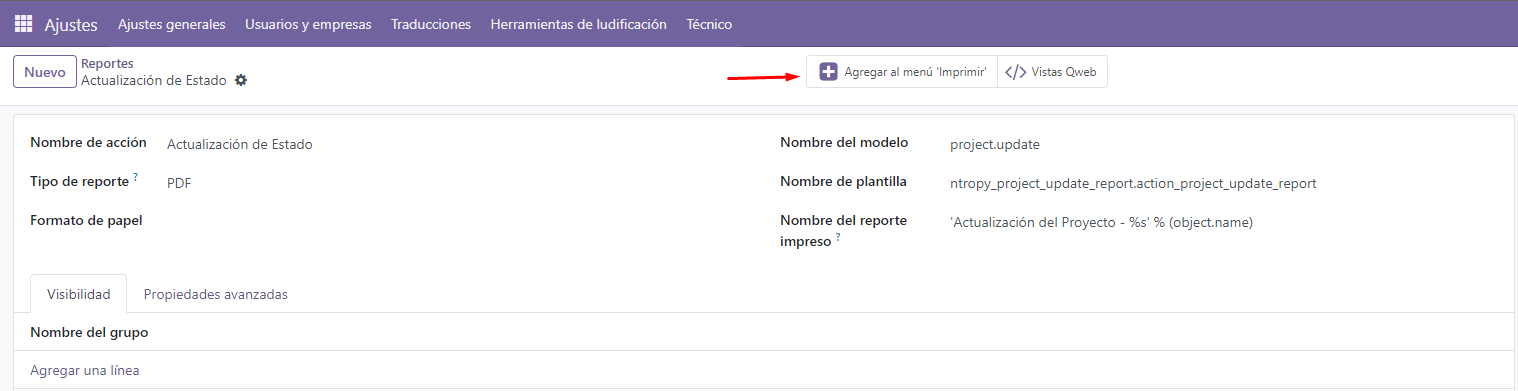 Ajustes Ajustes generales Usuarios y empresas Traducciones Herramientas de ludificación Técnico
Nuevo
Reportes
Actualización de Estado
Agregar al menú 'Imprimir'
Vistas Qweb
Nombre de acción Actualización de Estado
Nombre del modelo project.update
Tipo de reporte ? PDF
Nombre de plantilla ntropy_project_update_report.action_project_update_report
Formato de papel
Nombre del reporte
impreso ?
'Actualización del Proyecto - %s' % (object.name)
Visibilidad Propiedades avanzadas
Nombre del grupo
Agregar una línea